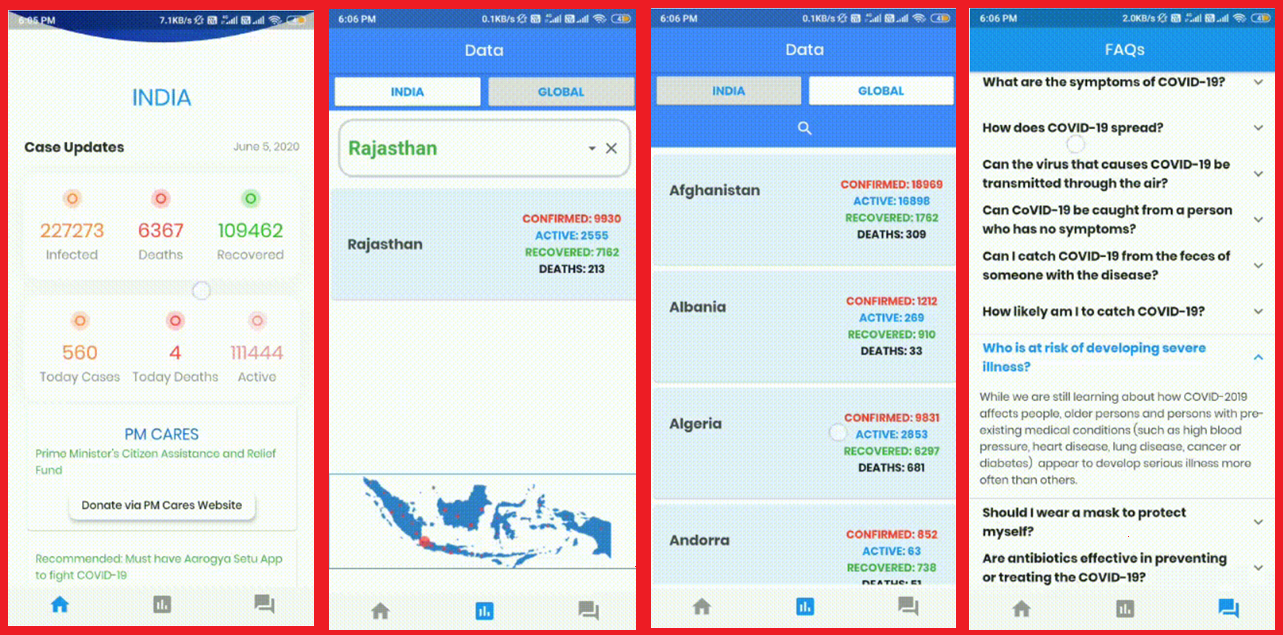 6:05 PM 7.1KB/s
INDIA
Case Updates June 5, 2020
227273 6367 109462
Infected Deaths Recovered
560 4 111444
Today Cases Today Deaths Active
PM CARES
Prime Minister's Citizen Assistance and Relief
Fund
Donate via PM Cares Website
Recommended: Must have Aarogya Setu App
to fight COVID-19
6:06 PM 0.1KB/s
Data
INDIA GLOBAL
Rajasthan
Rajasthan
CONFIRMED: 9930
ACTIVE: 2555
RECOVERED: 7162
DEATHS: 213
6:06 PM 0.1KB/s
Data
INDIA GLOBAL
Afghanistan
CONFIRMED: 18969
ACTIVE: 16898
RECOVERED: 1762
DEATHS: 309
Albania
CONFIRMED: 1212
ACTIVE: 269
RECOVERED: 910
DEATHS: 33
Algeria
CONFIRMED: 9831
ACTIVE: 2853
RECOVERED: 6297
DEATHS: 681
Andorra
CONFIRMED: 852
ACTIVE: 63
RECOVERED: 738
DEATHS: 51
6:06 PM 2.0KB/s
FAQs
What are the symptoms of COVID-19?
How does COVID-19 spread?
Can the virus that causes COVID-19 be
transmitted through the air?
Can CoVID-19 be caught from a person
who has no symptoms?
Can I catch COVID-19 from the feces of
someone with the disease?
How likely am I to catch COVID-19?
Who is at risk of developing severe
illness?
While we are still learning about how COVID-2019
affects people, older persons and persons with pre-
existing medical conditions (such as high blood
pressure, heart disease, lung disease, cancer or
diabetes) appear to develop serious illness more
often than others.
Should I wear a mask to protect
myself?
Are antibiotics effective in preventing
or treating the COVID-19?